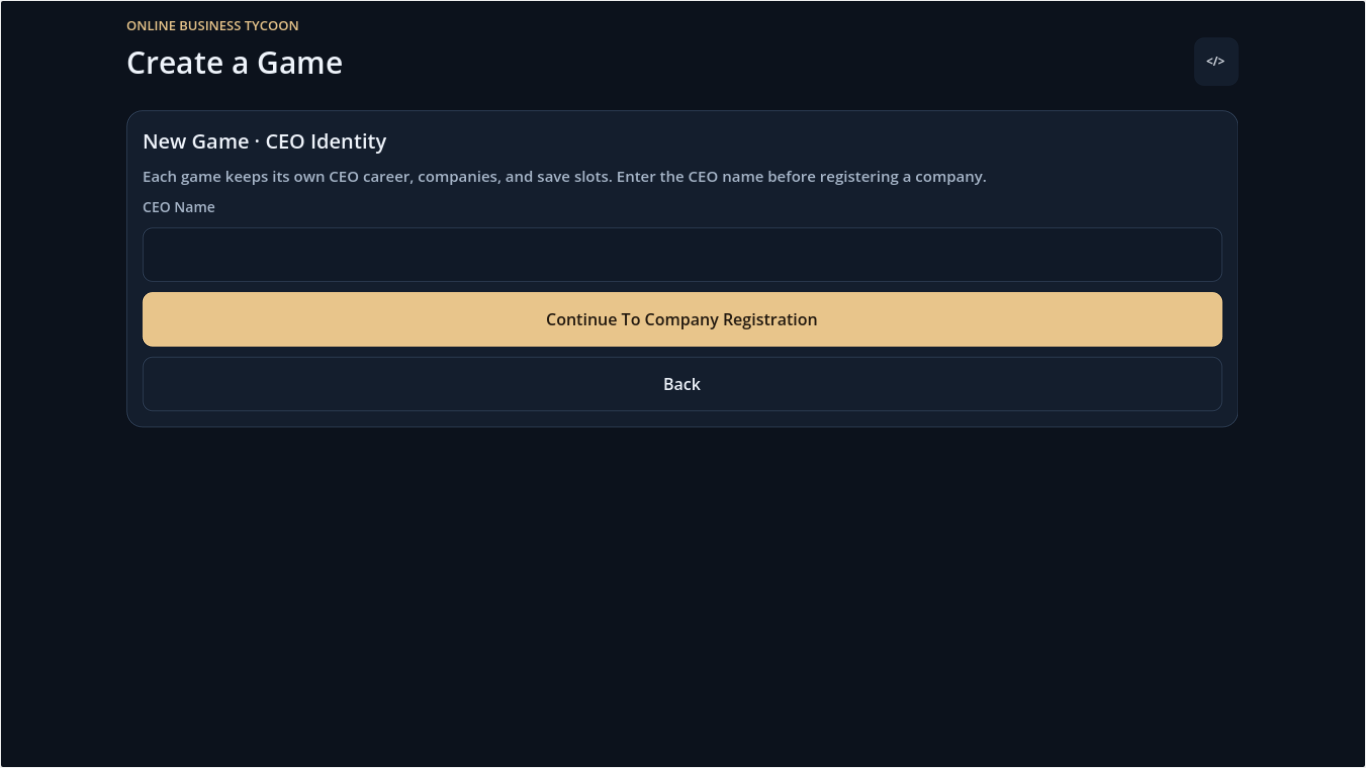 ONLINE BUSINESS TYCOON
Create a Game
</>
New Game · CEO Identity
Each game keeps its own CEO career, companies, and save slots. Enter the CEO name before registering a company.
CEO Name
Continue To Company Registration
Back